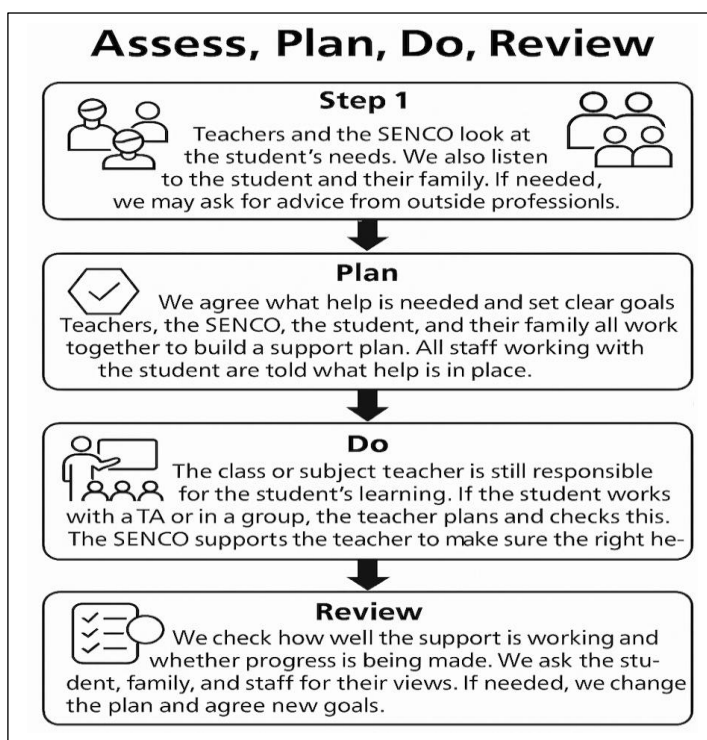 Assess, Plan, Do, Review
Step 1
Teachers and the SENCO look at
the student's needs. We also listen
to the student and their family. If needed,
we may ask for advice from outside professionls.
Plan
We agree what help is needed and set clear goals
Teachers, the SENCO, the student, and their family all work
together to build a support plan. All staff working with
the student are told what help is in place.
Do
The class or subject teacher is still responsible
for the student's learning. If the student works
with a TA or in a group, the teacher plans and checks this.
The SENCO supports the teacher to make sure the right he-
Review
We check how well the support is working and
whether progress is being made. We ask the stu-
dent, family, and staff for their views. If needed, we change
the plan and agree new goals.